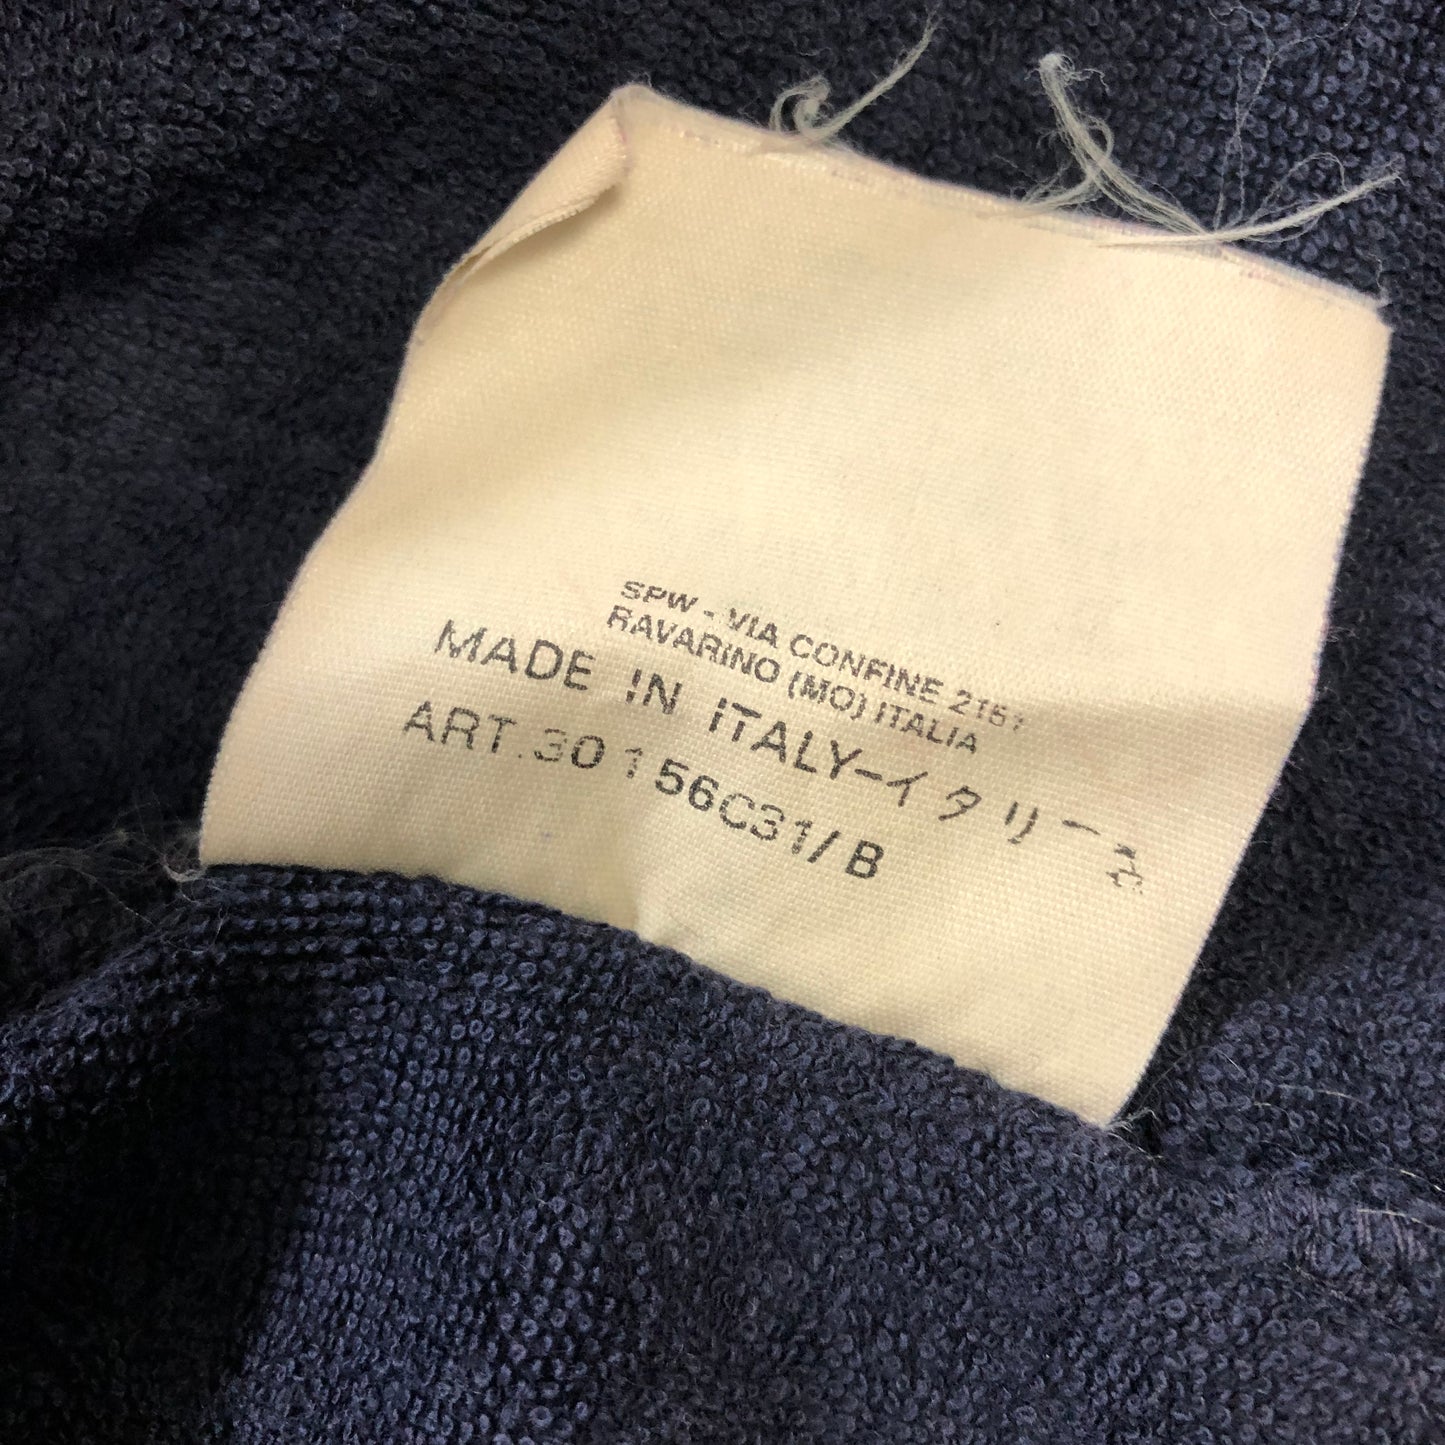 SPW - VIA CONFINE 2157
RAVARINO (MO) ITALIA
MADE IN ITALY-イタリー製
ART.30156C31/B